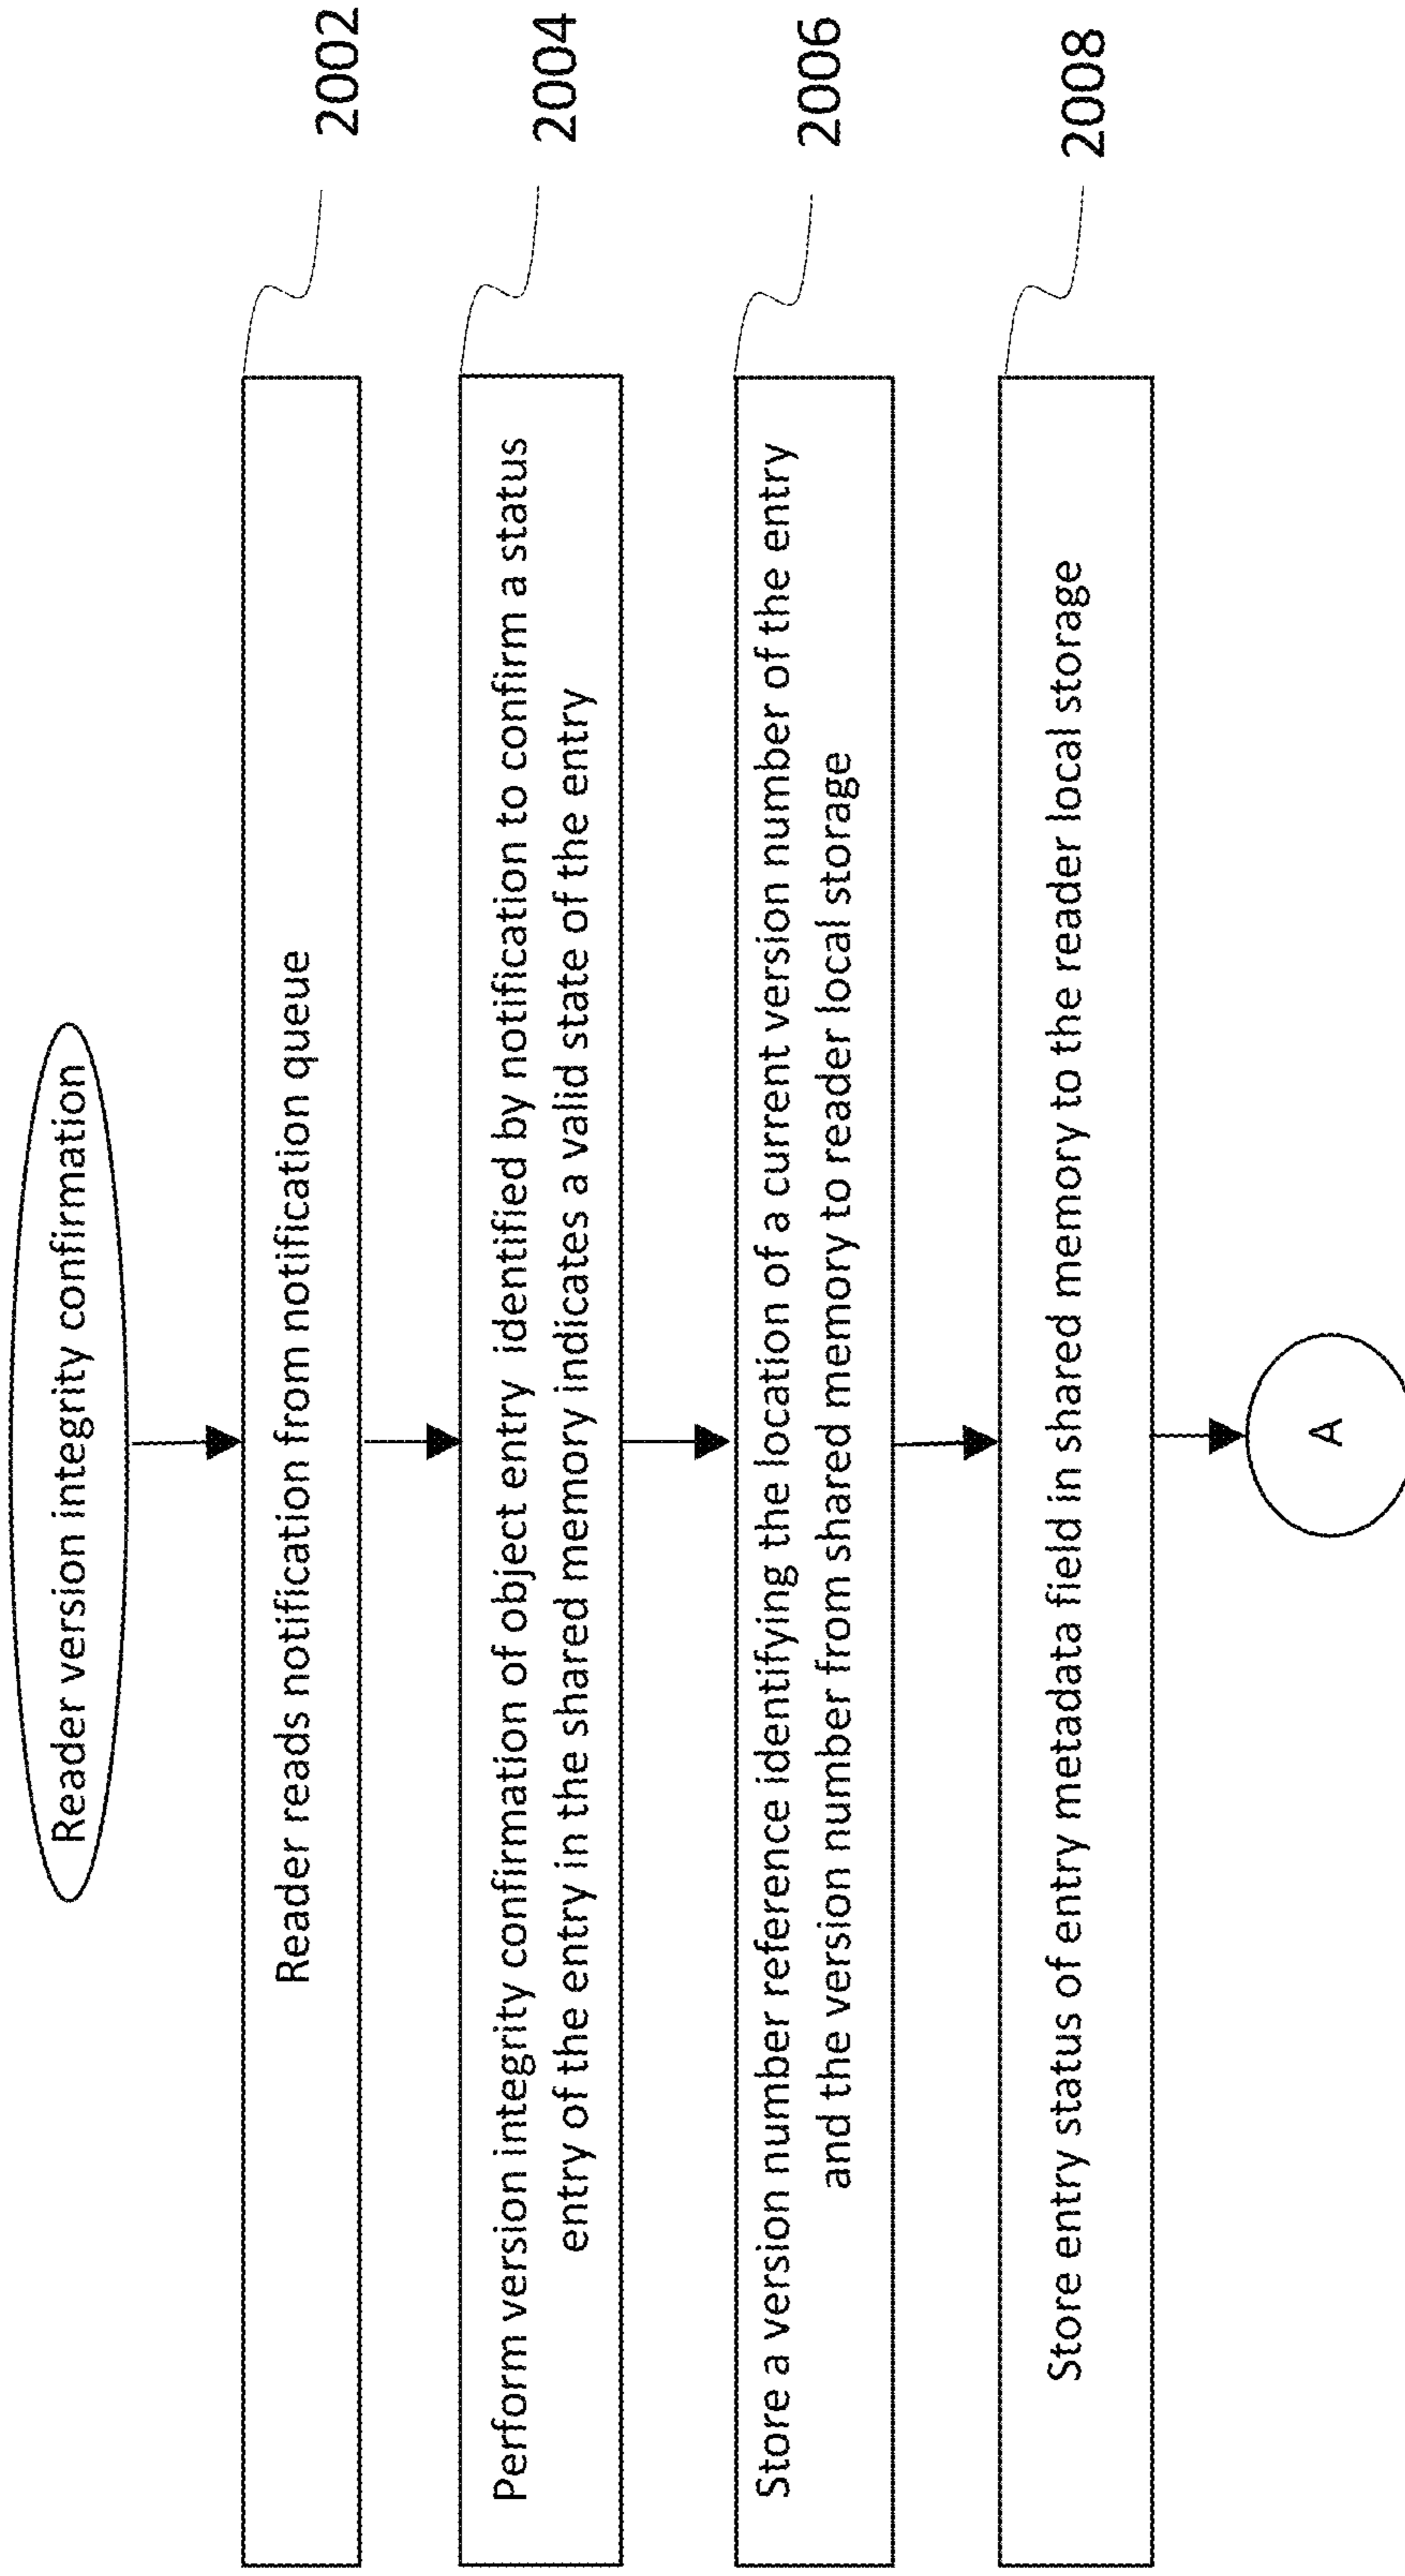 Reader version integrity confirmation
Reader reads notification from notification queue
2002
Perform version integrity confirmation of object entry identified by notification to confirm a status
entry of the entry in the shared memory indicates a valid state of the entry
2004
Store a version number reference identifying the location of a current version number of the entry
and the version number from shared memory to reader local storage
2006
Store entry status of entry metadata field in shared memory to the reader local storage
2008
A